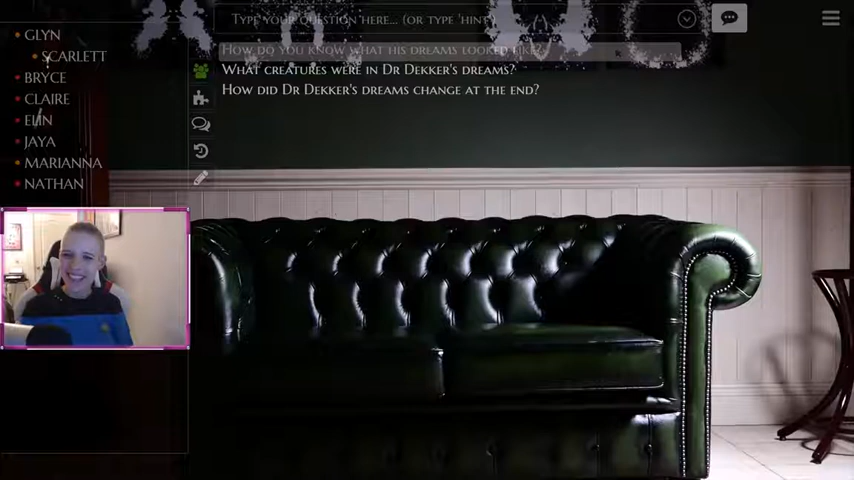 Type your question here... (or type 'hint')
Glyn
Scarlett
Bryce
Claire
Elin
Jaya
Marianna
Nathan
How do you know what his dreams looked like?
What creatures were in Dr Dekker's dreams?
How did Dr Dekker's dreams change at the end?